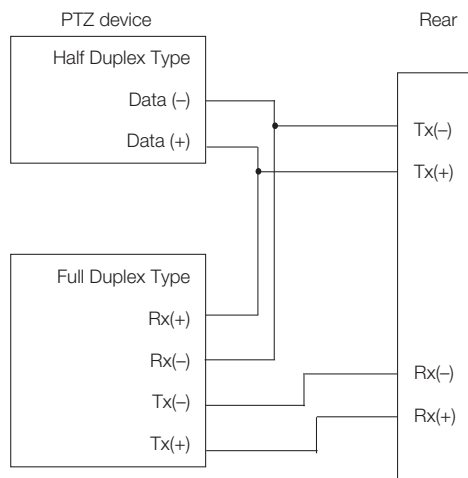 PTZ device
Rear
Half Duplex Type
Data (–)
Data (+)
Tx(–)
Tx(+)
Full Duplex Type
Rx(+)
Rx(–)
Tx(–)
Tx(+)
Rx(–)
Rx(+)